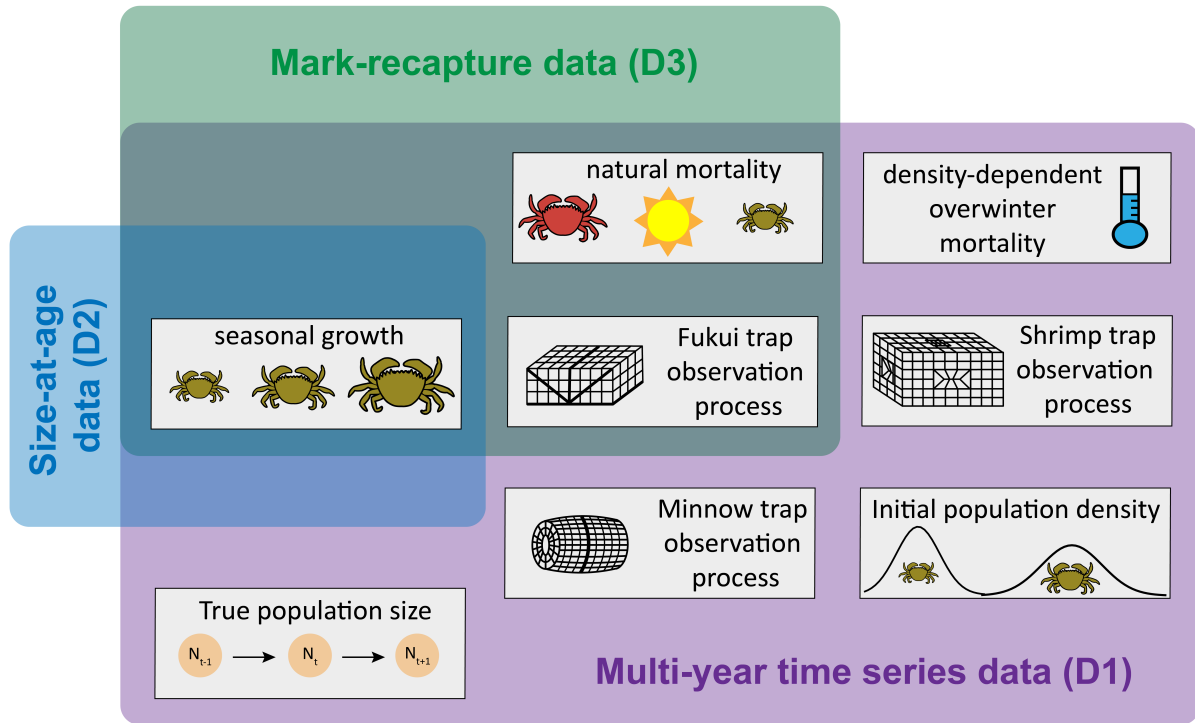 Mark-recapture data (D3)
natural mortality
density-dependent
overwinter
mortality
Size-at-age
data (D2)
seasonal growth
Fukui trap
observation
process
Shrimp trap
observation
process
Minnow trap
observation
process
Initial population density
True population size
Nt-1
Nt
Nt+1
Multi-year time series data (D1)